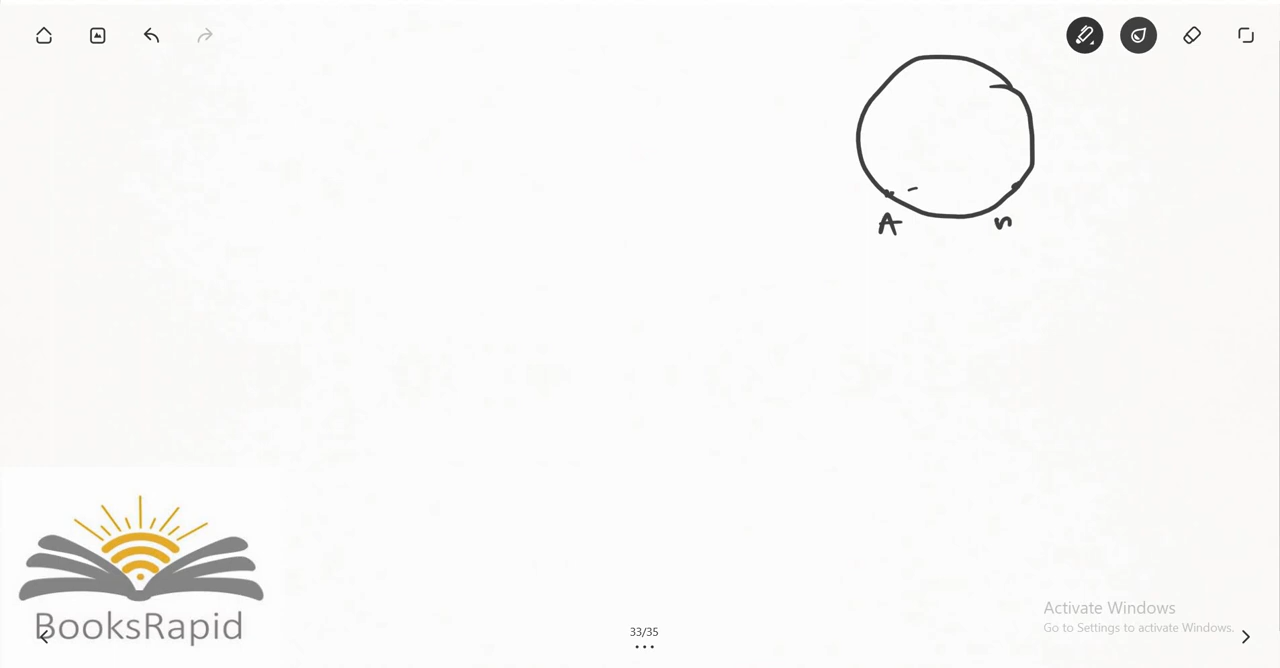 A n
BooksRapid
33/35
Activate Windows
Go to Settings to activate Windows.